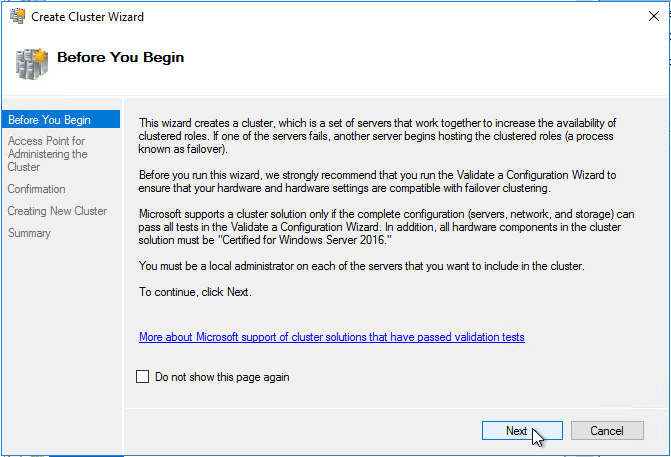 Create Cluster Wizard
Before You Begin
Before You Begin
Access Point for
Administering the
Cluster
Confirmation
Creating New Cluster
Summary
This wizard creates a cluster, which is a set of servers that work together to increase the availability of
clustered roles. If one of the servers fails, another server begins hosting the clustered roles (a process
known as failover).
Before you run this wizard, we strongly recommend that you run the Validate a Configuration Wizard to
ensure that your hardware and hardware settings are compatible with failover clustering.
Microsoft supports a cluster solution only if the complete configuration (servers, network, and storage) can
pass all tests in the Validate a Configuration Wizard. In addition, all hardware components in the cluster
solution must be "Certified for Windows Server 2016."
You must be a local administrator on each of the servers that you want to include in the cluster.
To continue, click Next.
More about Microsoft support of cluster solutions that have passed validation tests
Do not show this page again
Next
Cancel